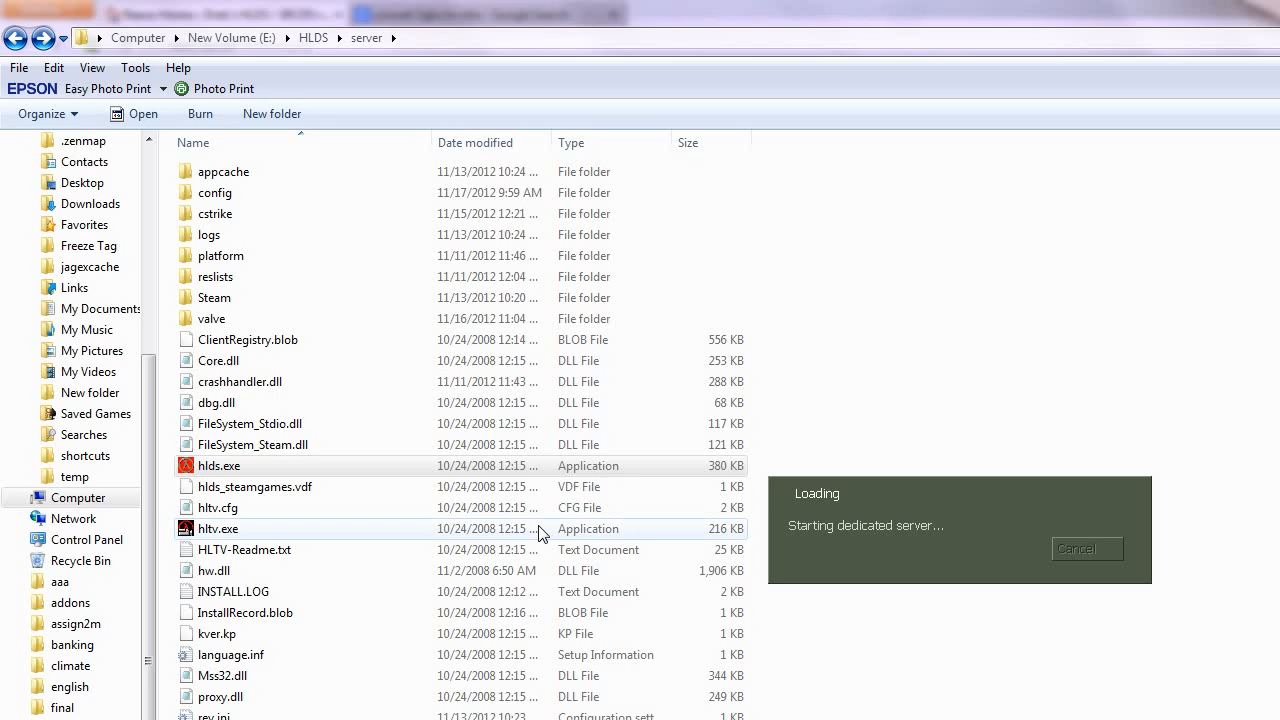 Computer New Volume (E:) HLDS server
File Edit View Tools Help
EPSON Easy Photo Print Photo Print
Organize Open Burn New folder
Name Date modified Type Size
.zenmap
Contacts
Desktop
Downloads
Favorites
Freeze Tag
jagexcache
Links
My Documents
My Music
My Pictures
My Videos
New folder
Saved Games
Searches
shortcuts
temp
Computer
Network
Control Panel
Recycle Bin
aaa
addons
assign2m
banking
climate
english
final
appcache 11/13/2012 10:24 ... File folder
config 11/17/2012 9:59 AM File folder
cstrike 11/15/2012 12:21 ... File folder
logs 11/13/2012 10:24 ... File folder
platform 11/11/2012 11:46 ... File folder
reslists 11/11/2012 12:04 ... File folder
Steam 11/13/2012 10:20 ... File folder
valve 11/16/2012 11:04 ... File folder
ClientRegistry.blob 10/24/2008 12:14 ... BLOB File 556 KB
Core.dll 10/24/2008 12:15 ... DLL File 253 KB
crashhandler.dll 11/11/2012 11:43 ... DLL File 288 KB
dbg.dll 10/24/2008 12:15 ... DLL File 68 KB
FileSystem_Stdio.dll 10/24/2008 12:15 ... DLL File 117 KB
FileSystem_Steam.dll 10/24/2008 12:15 ... DLL File 121 KB
hlds.exe 10/24/2008 12:15 ... Application 380 KB
hlds_steamgames.vdf 10/24/2008 12:15 ... VDF File 1 KB
hltv.cfg 10/24/2008 12:15 ... CFG File 2 KB
hltv.exe 10/24/2008 12:15 ... Application 216 KB
HLTV-Readme.txt 10/24/2008 12:15 ... Text Document 25 KB
hw.dll 11/2/2008 6:50 AM DLL File 1,906 KB
INSTALL.LOG 10/24/2008 12:12 ... Text Document 2 KB
InstallRecord.blob 10/24/2008 12:16 ... BLOB File 1 KB
kver.kp 10/24/2008 12:15 ... KP File 1 KB
language.inf 10/24/2008 12:15 ... Setup Information 1 KB
Mss32.dll 10/24/2008 12:15 ... DLL File 344 KB
proxy.dll 10/24/2008 12:15 ... DLL File 249 KB
rev.ini 11/13/2012 10:23 Configuration sett 1 KB
Loading
Starting dedicated server...
Cancel